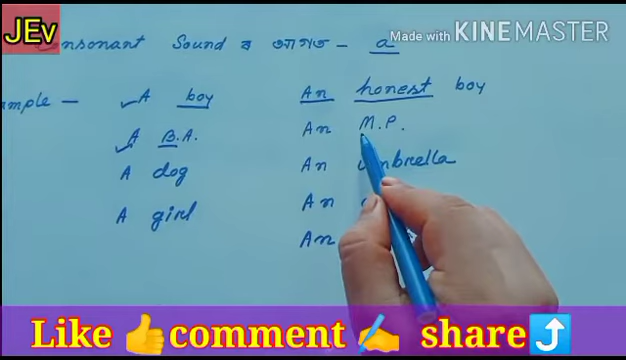 JEv
Made with KINEMASTER
Consonant Sound ৰ আগত - a
ample -
A boy
An honest boy
A B.A.
An M.P.
A dog
An umbrella
A girl
An
An
Like 👍 comment ✍ share ⤴